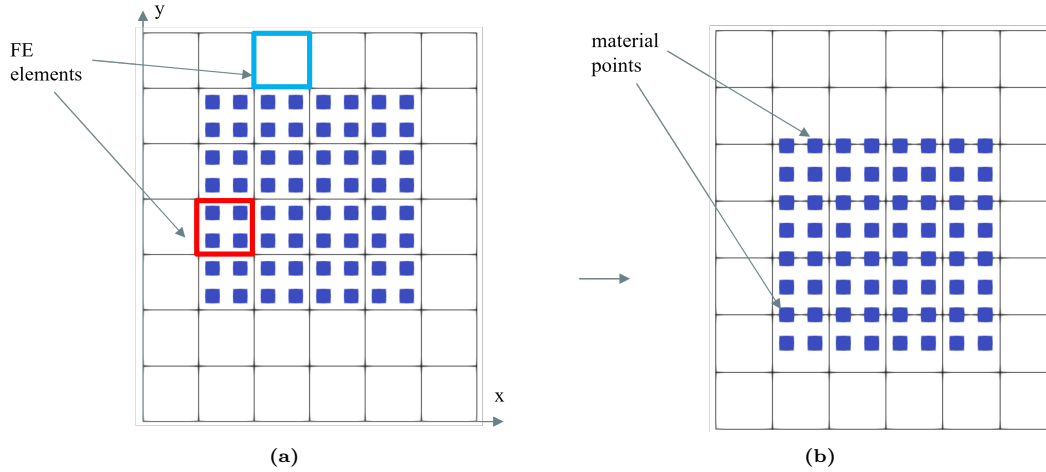 y
FE
elements
x
(a)
material
points
(b)